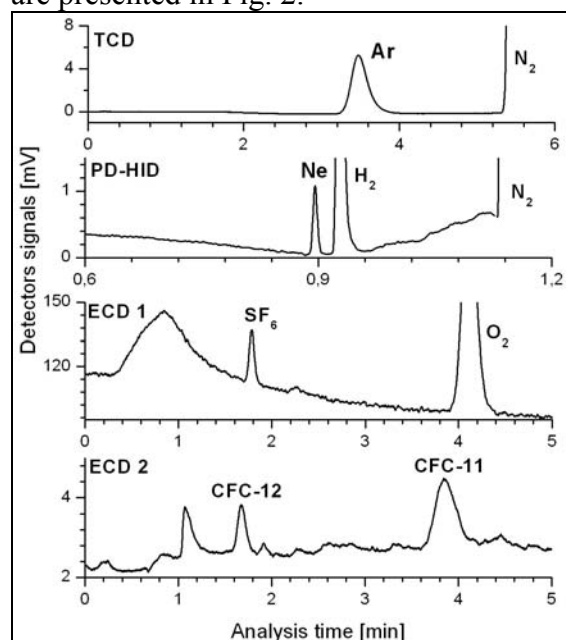 are presented in Fig. 2.
TCD
8
4
0
Ar
N₂
0 2 4 6
PD-HID
1
0
Ne
H₂
N₂
0,6 0,9 1,2
Detectors signals [mV]
ECD 1
150
120
SF₆
O₂
0 1 2 3 4 5
ECD 2
4
2
CFC-12
CFC-11
0 1 2 3 4 5
Analysis time [min]